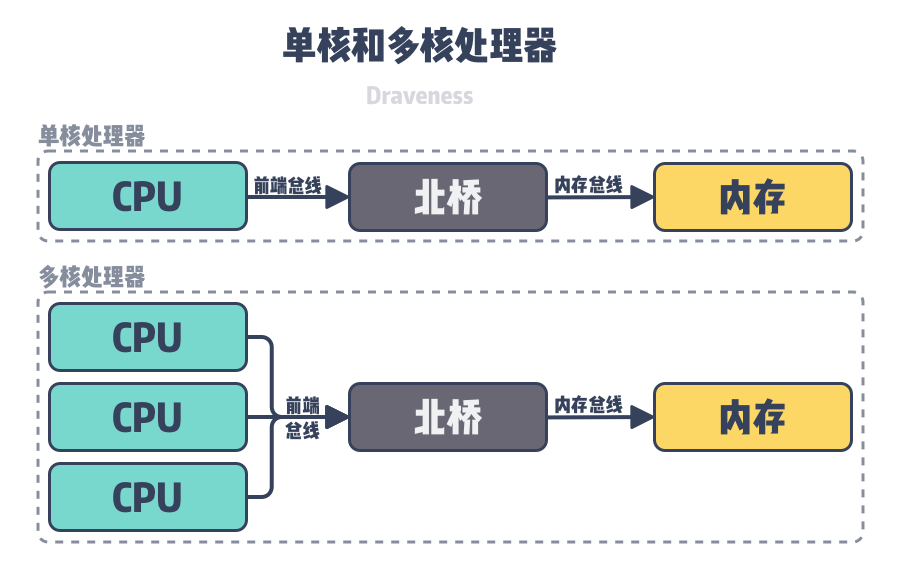 单核和多核处理器
Draveness
单核处理器
CPU
前端总线
北桥
内存总线
内存
多核处理器
CPU
CPU
CPU
前端
总线
北桥
内存总线
内存